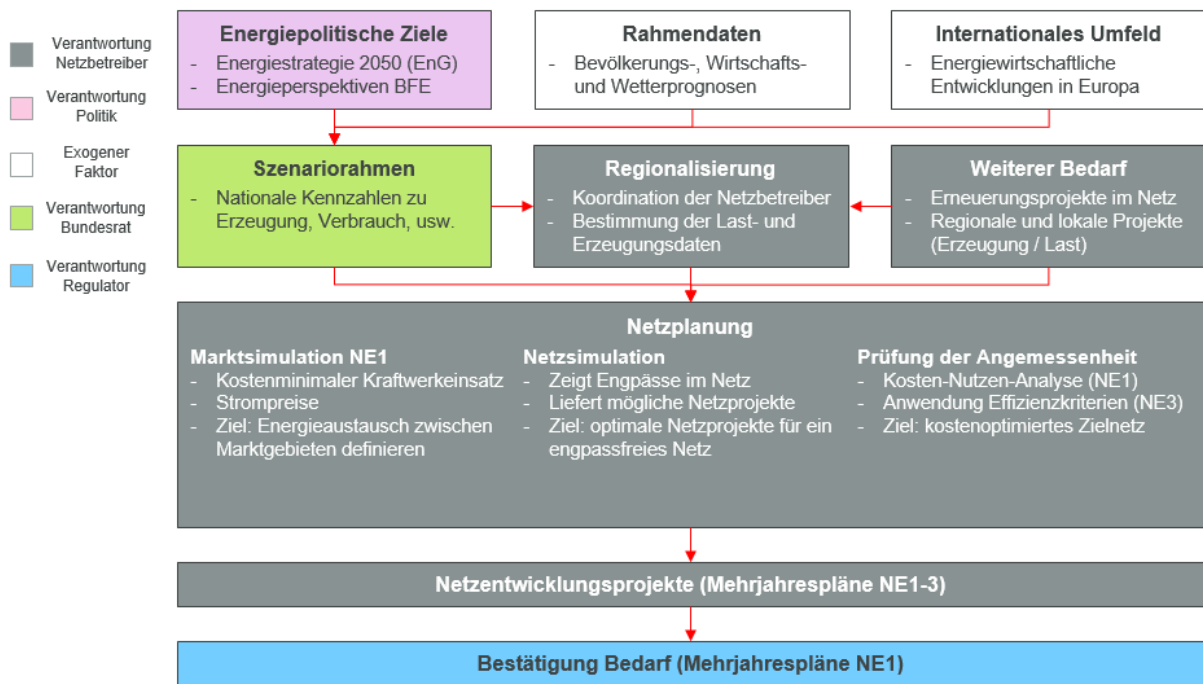 Verantwortung
Netzbetreiber
Verantwortung
Politik
Exogener
Faktor
Verantwortung
Bundesrat
Verantwortung
Regulator
Energiepolitische Ziele
- Energiestrategie 2050 (EnG)
- Energieperspektiven BFE
Rahmendaten
- Bevölkerungs-, Wirtschafts-
und Wetterprognosen
Internationales Umfeld
- Energiewirtschaftliche
Entwicklungen in Europa
Szenariorahmen
- Nationale Kennzahlen zu
Erzeugung, Verbrauch, usw.
Regionalisierung
- Koordination der Netzbetreiber
- Bestimmung der Last- und
Erzeugungsdaten
Weiterer Bedarf
- Erneuerungsprojekte im Netz
- Regionale und lokale Projekte
(Erzeugung / Last)
Netzplanung
Marktsimulation NE1
- Kostenminimaler Kraftwerkeinsatz
- Strompreise
- Ziel: Energieaustausch zwischen
Marktgebieten definieren
Netzsimulation
- Zeigt Engpässe im Netz
- Liefert mögliche Netzprojekte
- Ziel: optimale Netzprojekte für ein
engpassfreies Netz
Prüfung der Angemessenheit
- Kosten-Nutzen-Analyse (NE1)
- Anwendung Effizienzkriterien (NE3)
- Ziel: kostenoptimiertes Zielnetz
Netzentwicklungsprojekte (Mehrjahrespläne NE1-3)
Bestätigung Bedarf (Mehrjahrespläne NE1)